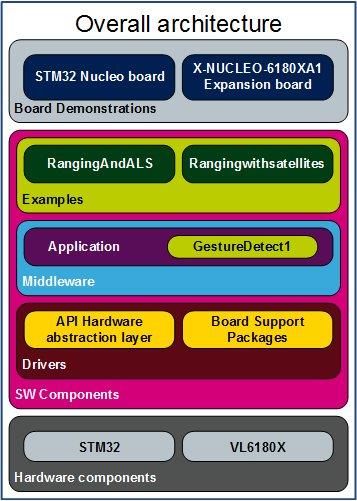 Overall architecture
STM32 Nucleo board
X-NUCLEO-6180XA1
Expansion board
Board Demonstrations
RangingAndALS
Rangingwithsatellites
Examples
Application
GestureDetect1
Middleware
API Hardware
abstraction layer
Board Support
Packages
Drivers
SW Components
STM32
VL6180X
Hardware components